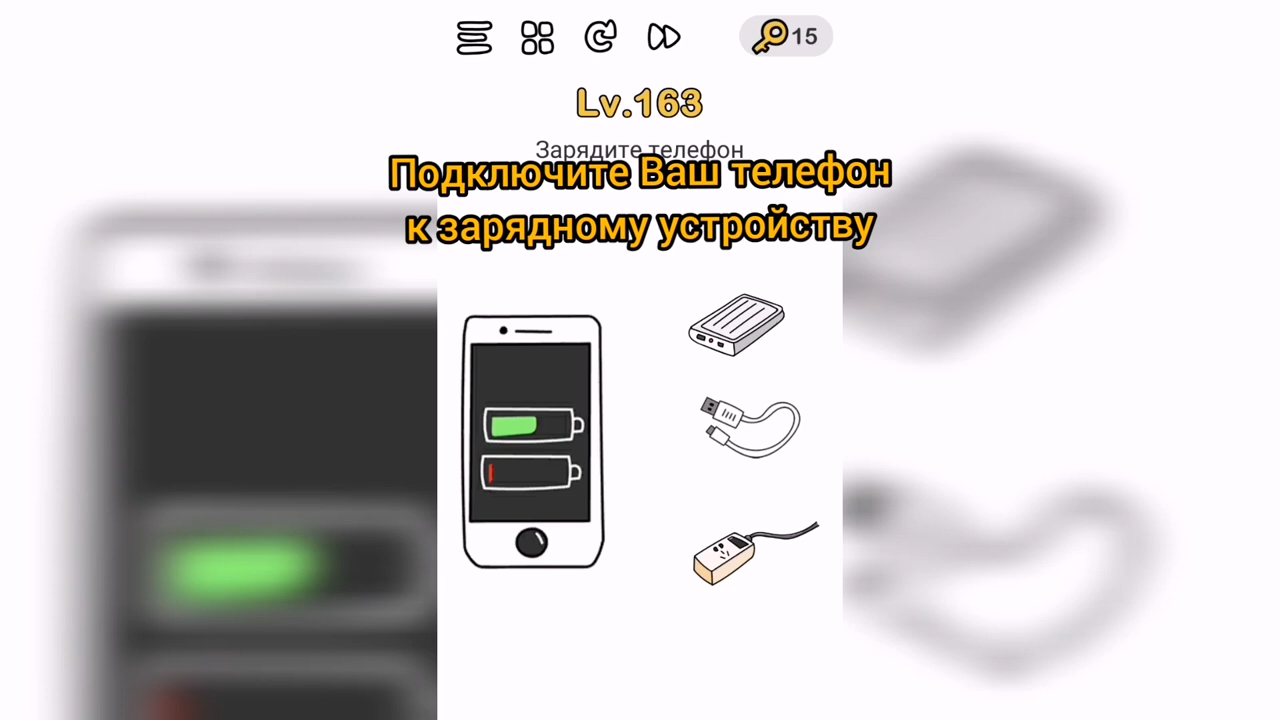 15
Lv.163
Зарядите телефон
Подключите Ваш телефон
к зарядному устройству